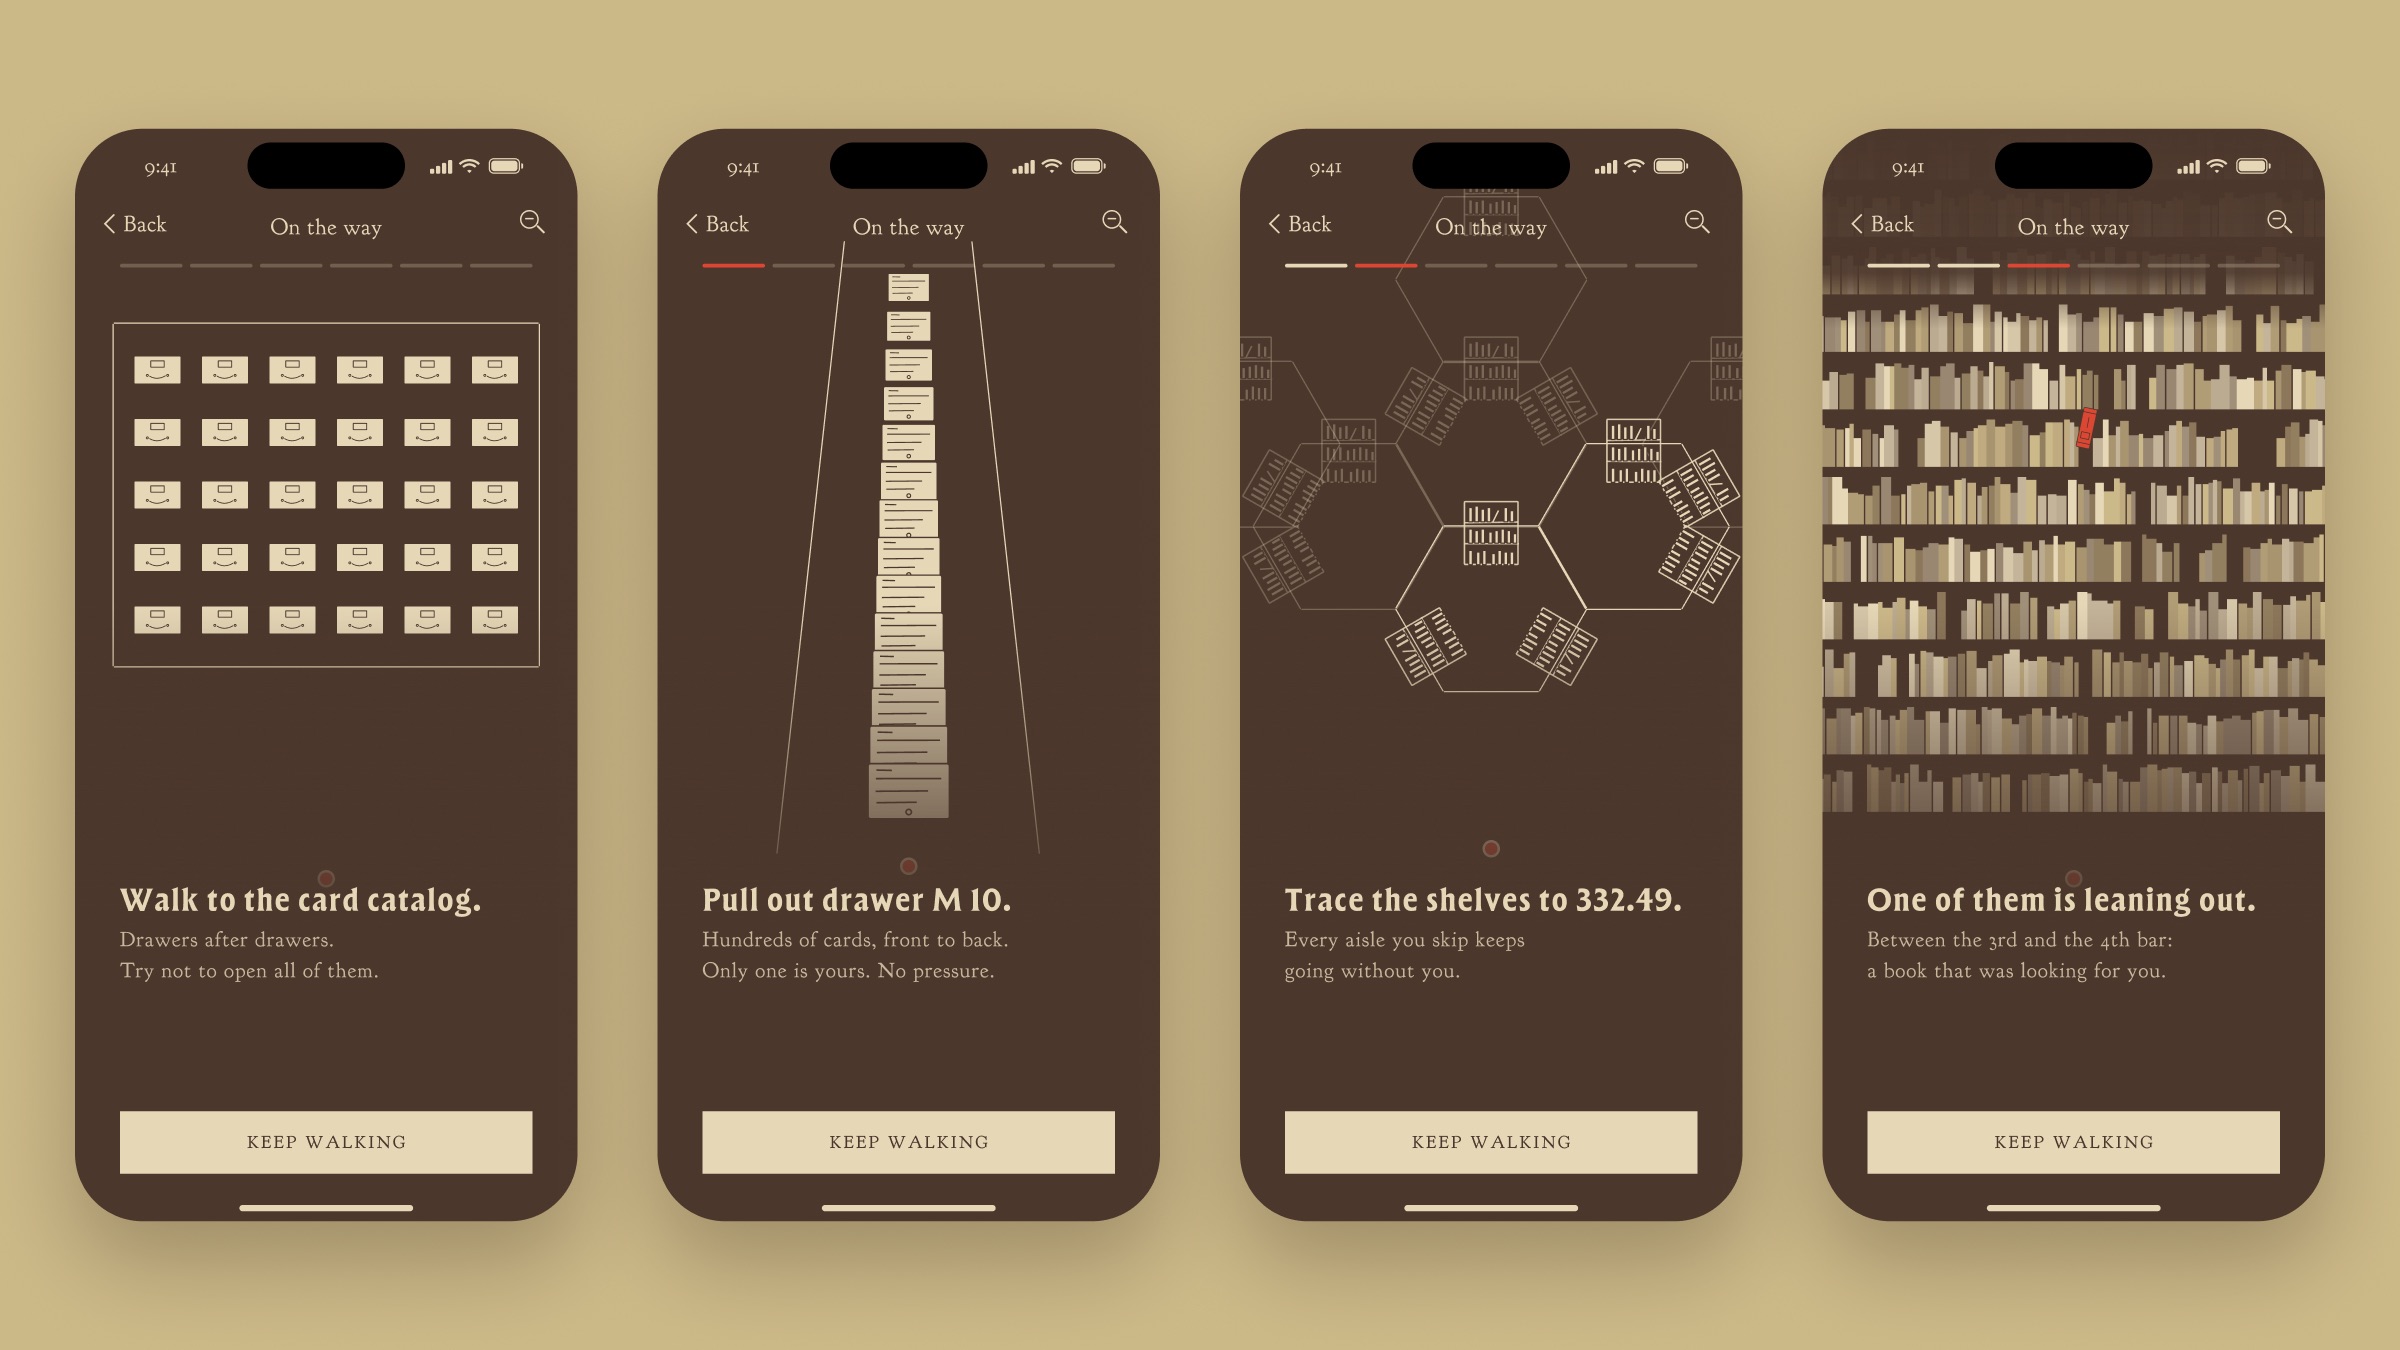 9:41
Back
On the way
Walk to the card catalog.
Drawers after drawers.
Try not to open all of them.
KEEP WALKING
9:41
Back
On the way
Pull out drawer M 10.
Hundreds of cards, front to back.
Only one is yours. No pressure.
KEEP WALKING
9:41
Back
On the way
Trace the shelves to 332.49.
Every aisle you skip keeps
going without you.
KEEP WALKING
9:41
Back
On the way
One of them is leaning out.
Between the 3rd and the 4th bar:
a book that was looking for you.
KEEP WALKING